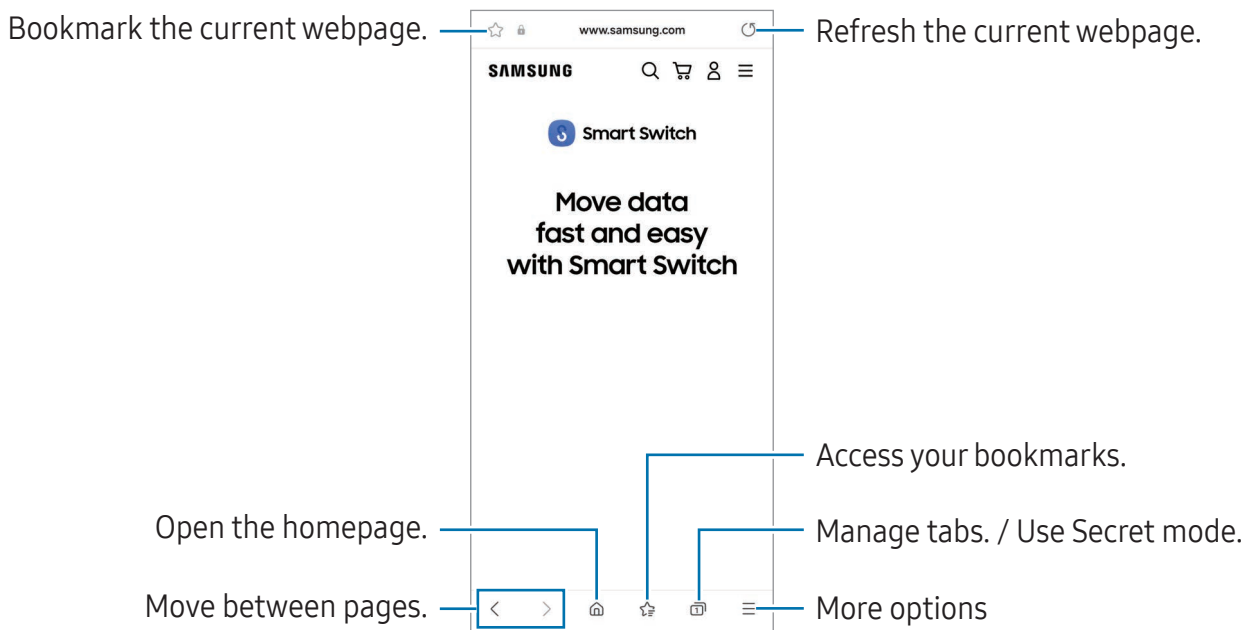 Bookmark the current webpage.
www.samsung.com
Refresh the current webpage.
SAMSUNG
Smart Switch
Move data
fast and easy
with Smart Switch
Access your bookmarks.
Open the homepage.
Manage tabs. / Use Secret mode.
Move between pages.
1
More options